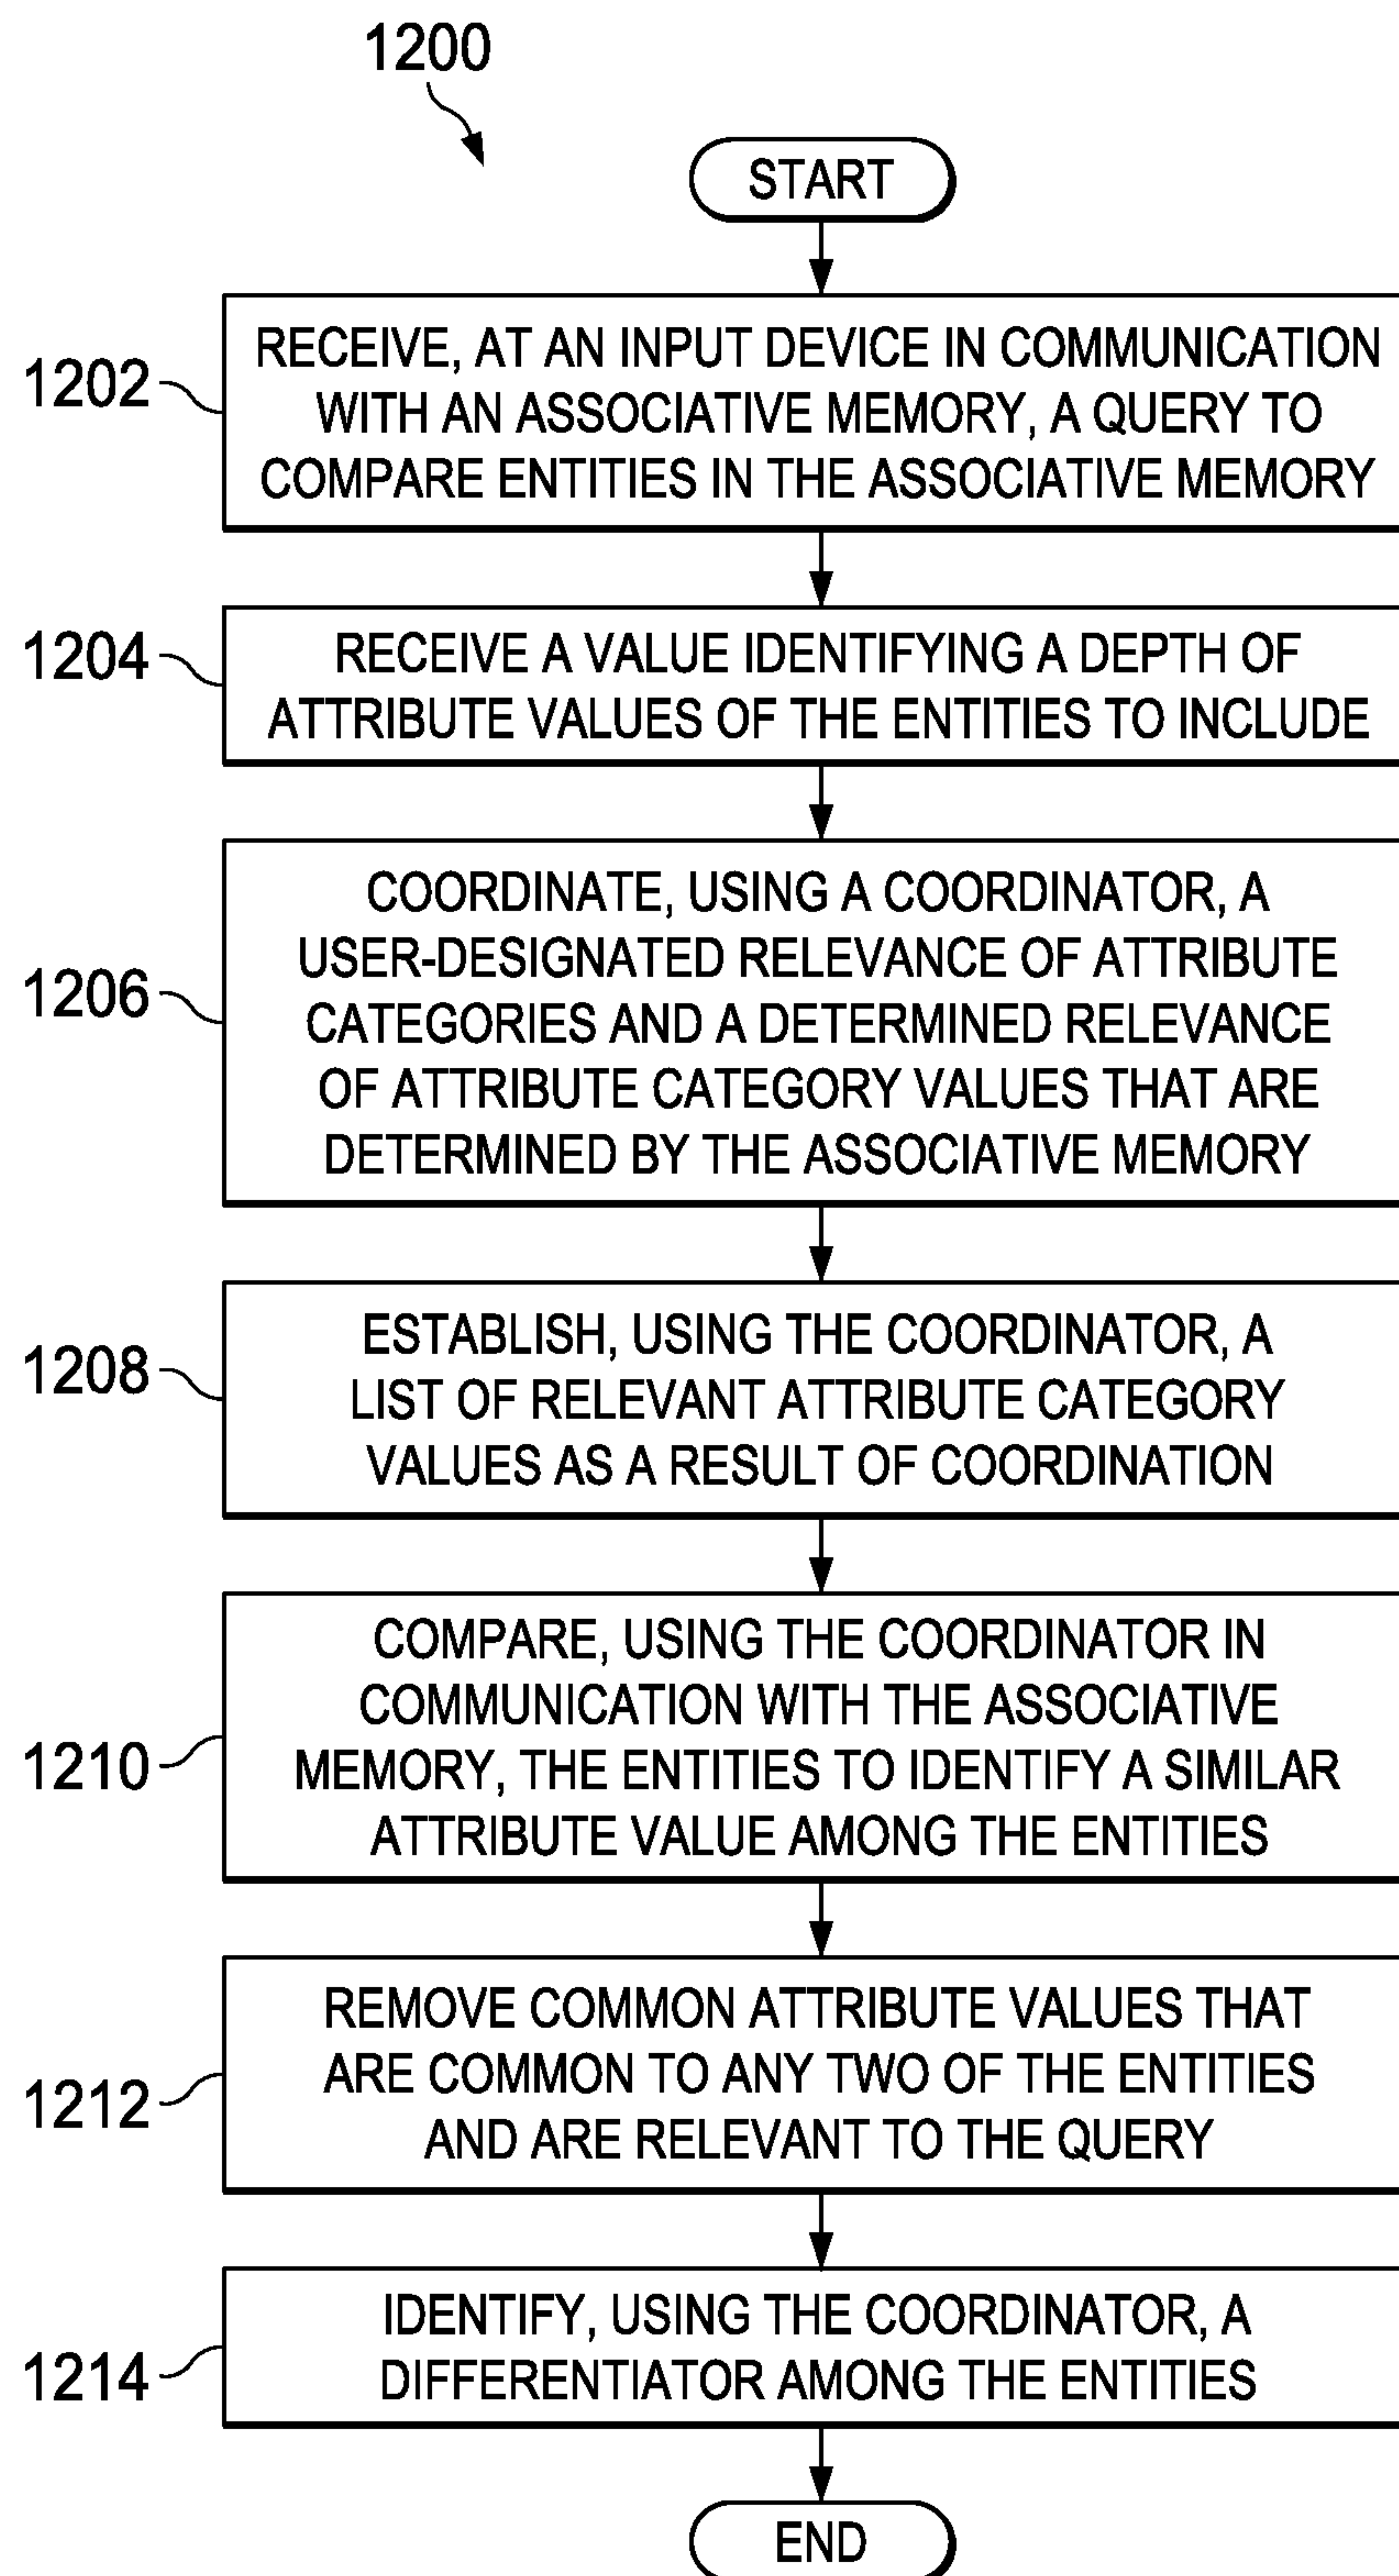 1200
START
1202
RECEIVE, AT AN INPUT DEVICE IN COMMUNICATION
WITH AN ASSOCIATIVE MEMORY, A QUERY TO
COMPARE ENTITIES IN THE ASSOCIATIVE MEMORY
1204
RECEIVE A VALUE IDENTIFYING A DEPTH OF
ATTRIBUTE VALUES OF THE ENTITIES TO INCLUDE
1206
COORDINATE, USING A COORDINATOR, A
USER-DESIGNATED RELEVANCE OF ATTRIBUTE
CATEGORIES AND A DETERMINED RELEVANCE
OF ATTRIBUTE CATEGORY VALUES THAT ARE
DETERMINED BY THE ASSOCIATIVE MEMORY
1208
ESTABLISH, USING THE COORDINATOR, A
LIST OF RELEVANT ATTRIBUTE CATEGORY
VALUES AS A RESULT OF COORDINATION
1210
COMPARE, USING THE COORDINATOR IN
COMMUNICATION WITH THE ASSOCIATIVE
MEMORY, THE ENTITIES TO IDENTIFY A SIMILAR
ATTRIBUTE VALUE AMONG THE ENTITIES
1212
REMOVE COMMON ATTRIBUTE VALUES THAT
ARE COMMON TO ANY TWO OF THE ENTITIES
AND ARE RELEVANT TO THE QUERY
1214
IDENTIFY, USING THE COORDINATOR, A
DIFFERENTIATOR AMONG THE ENTITIES
END